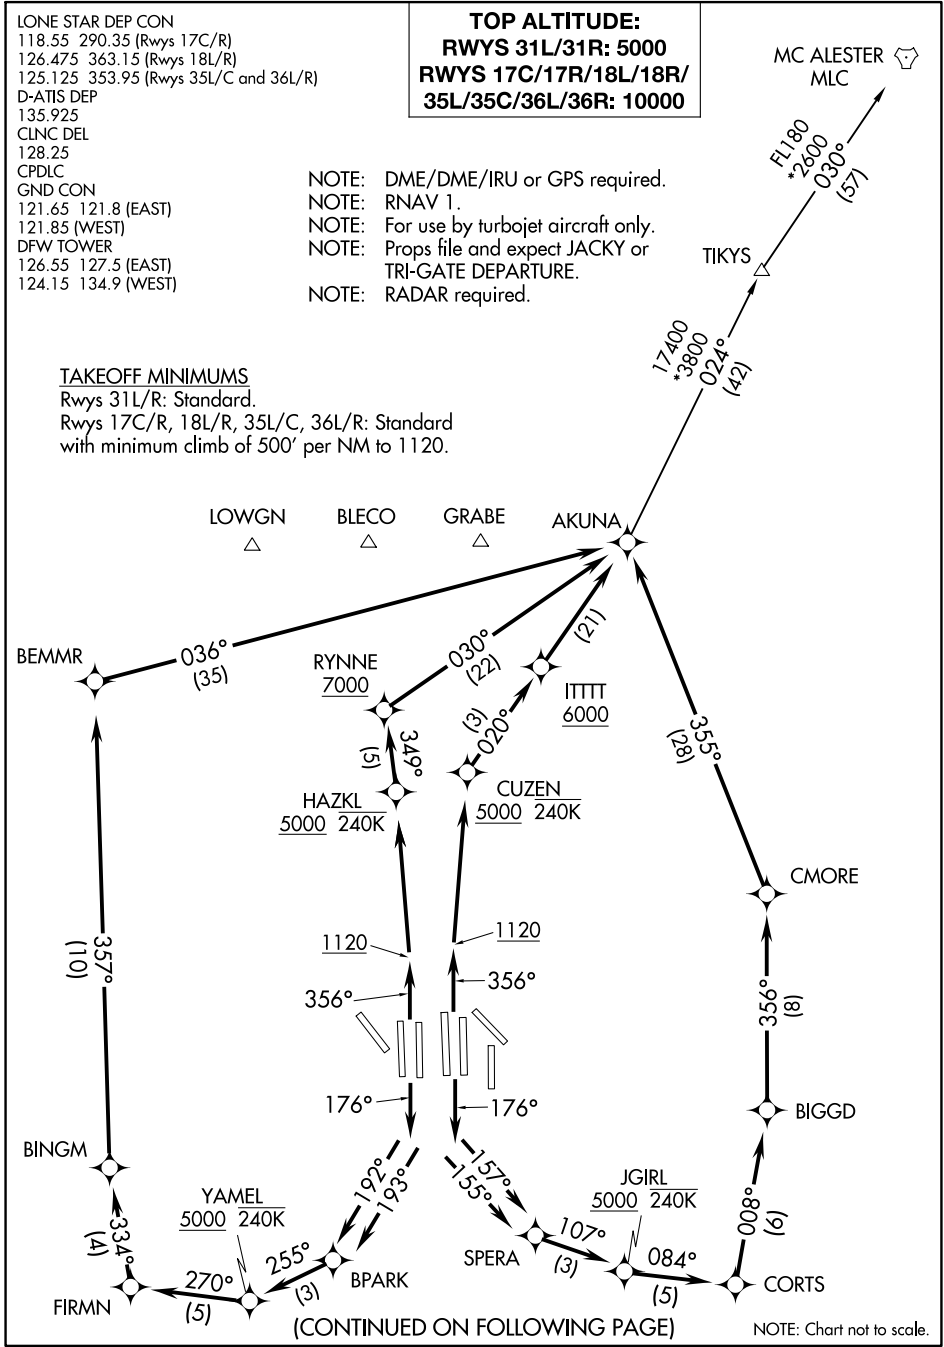 LONE STAR DEP CON
118.55 290.35 (Rwys 17C/R)
126.475 363.15 (Rwys 18L/R)
125.125 353.95 (Rwys 35L/C and 36L/R)
D-ATIS DEP
135.925
CLNC DEL
128.25
CPDLC
GND CON
121.65 121.8 (EAST)
121.85 (WEST)
DFW TOWER
126.55 127.5 (EAST)
124.15 134.9 (WEST)
TOP ALTITUDE:
RWYS 31L/31R: 5000
RWYS 17C/17R/18L/18R/
35L/35C/36L/36R: 10000
MC ALESTER
MLC
NOTE: DME/DME/IRU or GPS required.
NOTE: RNAV 1.
NOTE: For use by turbojet aircraft only.
NOTE: Props file and expect JACKY or
TRI-GATE DEPARTURE.
NOTE: RADAR required.
FL180
*2600
030°
(57)
TIKYS
17400
*3800
024°
(42)
TAKEOFF MINIMUMS
Rwys 31L/R: Standard.
Rwys 17C/R, 18L/R, 35L/C, 36L/R: Standard
with minimum climb of 500' per NM to 1120.
LOWGN
BLECO
GRABE
AKUNA
BEMMR
036°
(35)
RYNNE
7000
030°
(22)
(21)
ITTTT
6000
(3)
020°
349°
(5)
355°
(28)
HAZKL
5000 240K
CUZEN
5000 240K
CMORE
357°
(10)
1120
1120
356°
356°
356°
(8)
176°
176°
BIGGD
BINGM
192°
193°
157°
155°
YAMEL
5000 240K
JGIRL
5000 240K
008°
(6)
334°
(4)
255°
(3)
BPARK
SPERA
107°
(3)
084°
(5)
CORTS
FIRMN
270°
(5)
(CONTINUED ON FOLLOWING PAGE)
NOTE: Chart not to scale.